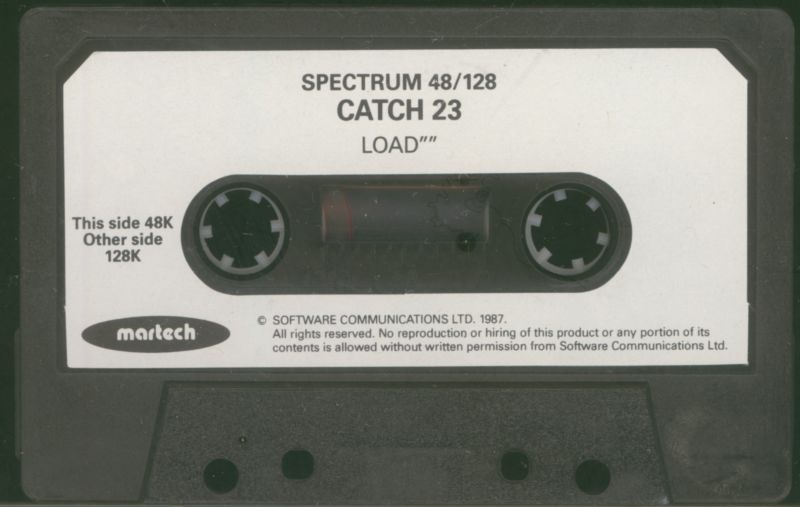 SPECTRUM 48/128
CATCH 23
LOAD””
This side 48K
Other side
128K
martech
© SOFTWARE COMMUNICATIONS LTD. 1987.
All rights reserved. No reproduction or hiring of this product or any portion of its
contents is allowed without written permission from Software Communications Ltd.